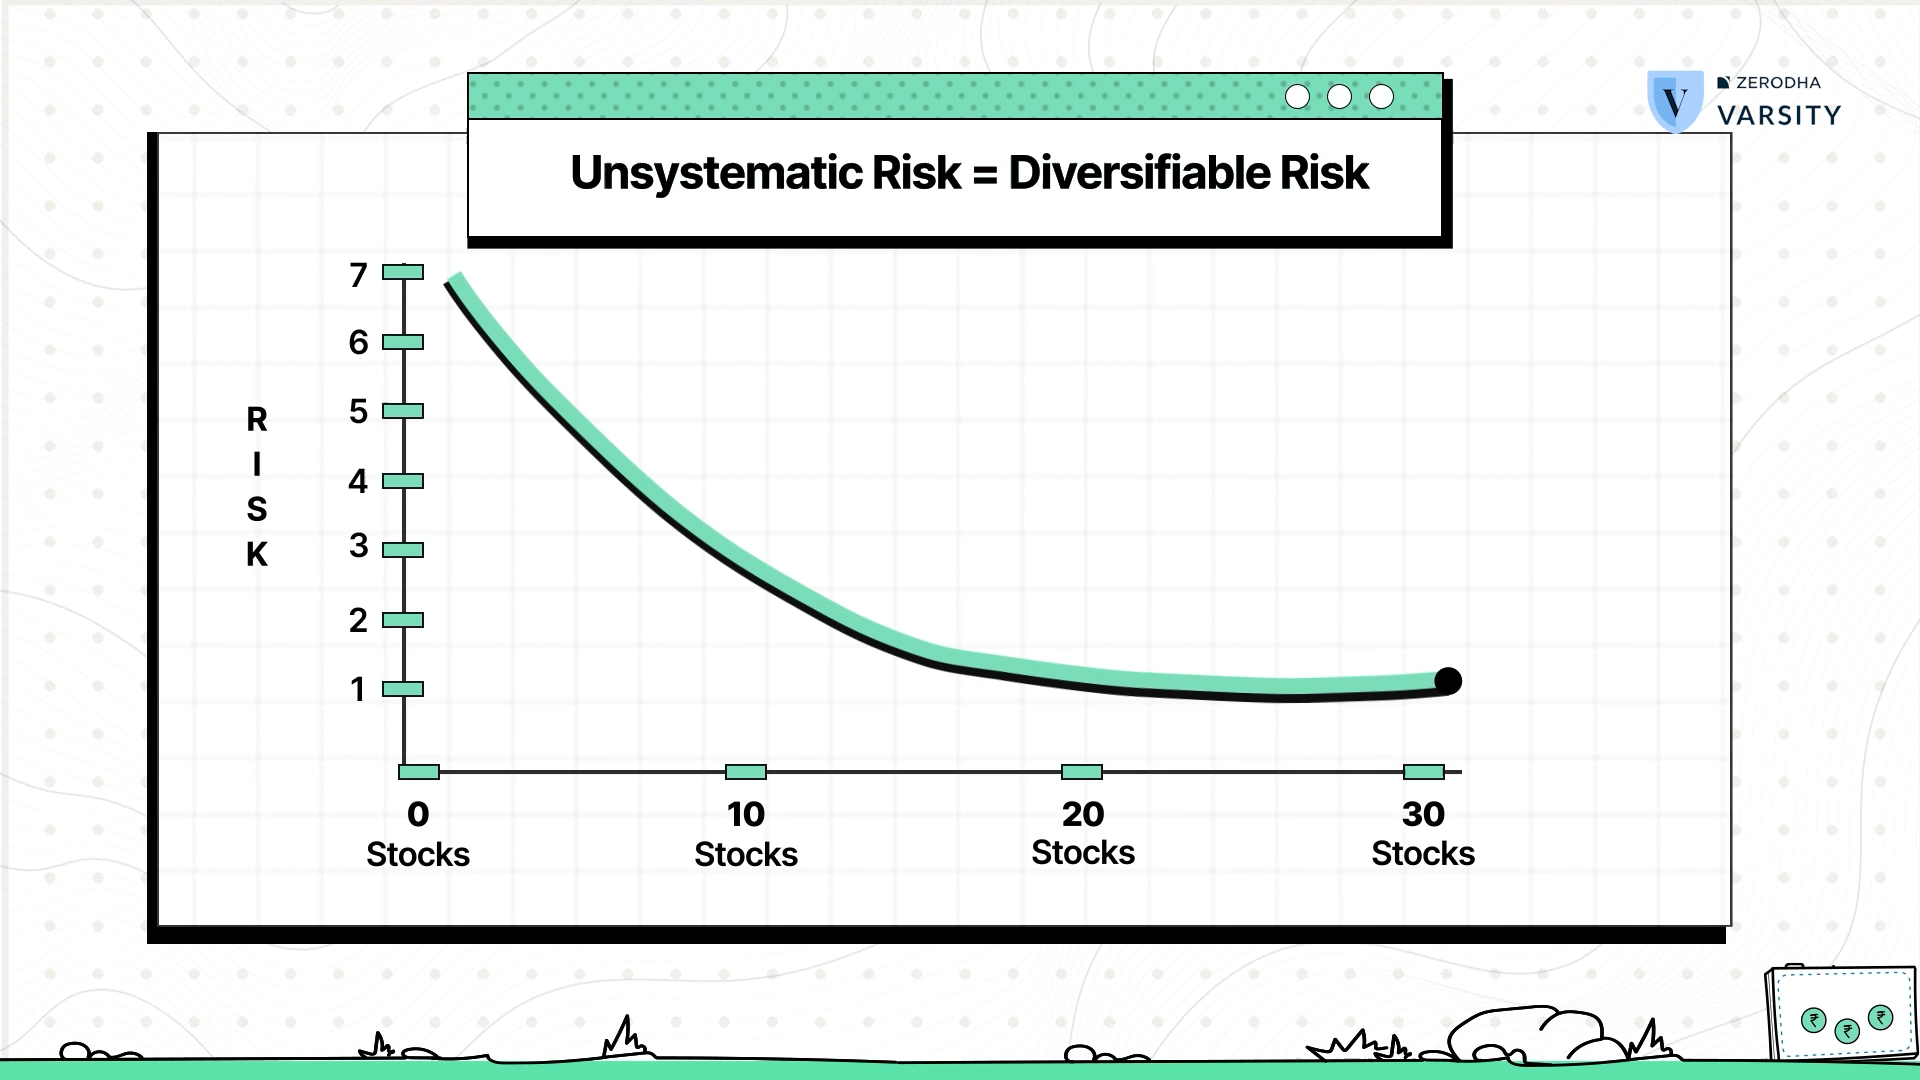 ZERODHA
VARSITY
Unsystematic Risk = Diversifiable Risk
7
6
5
4
3
2
1
R
I
S
K
0
Stocks
10
Stocks
20
Stocks
30
Stocks
V
₹
₹
₹